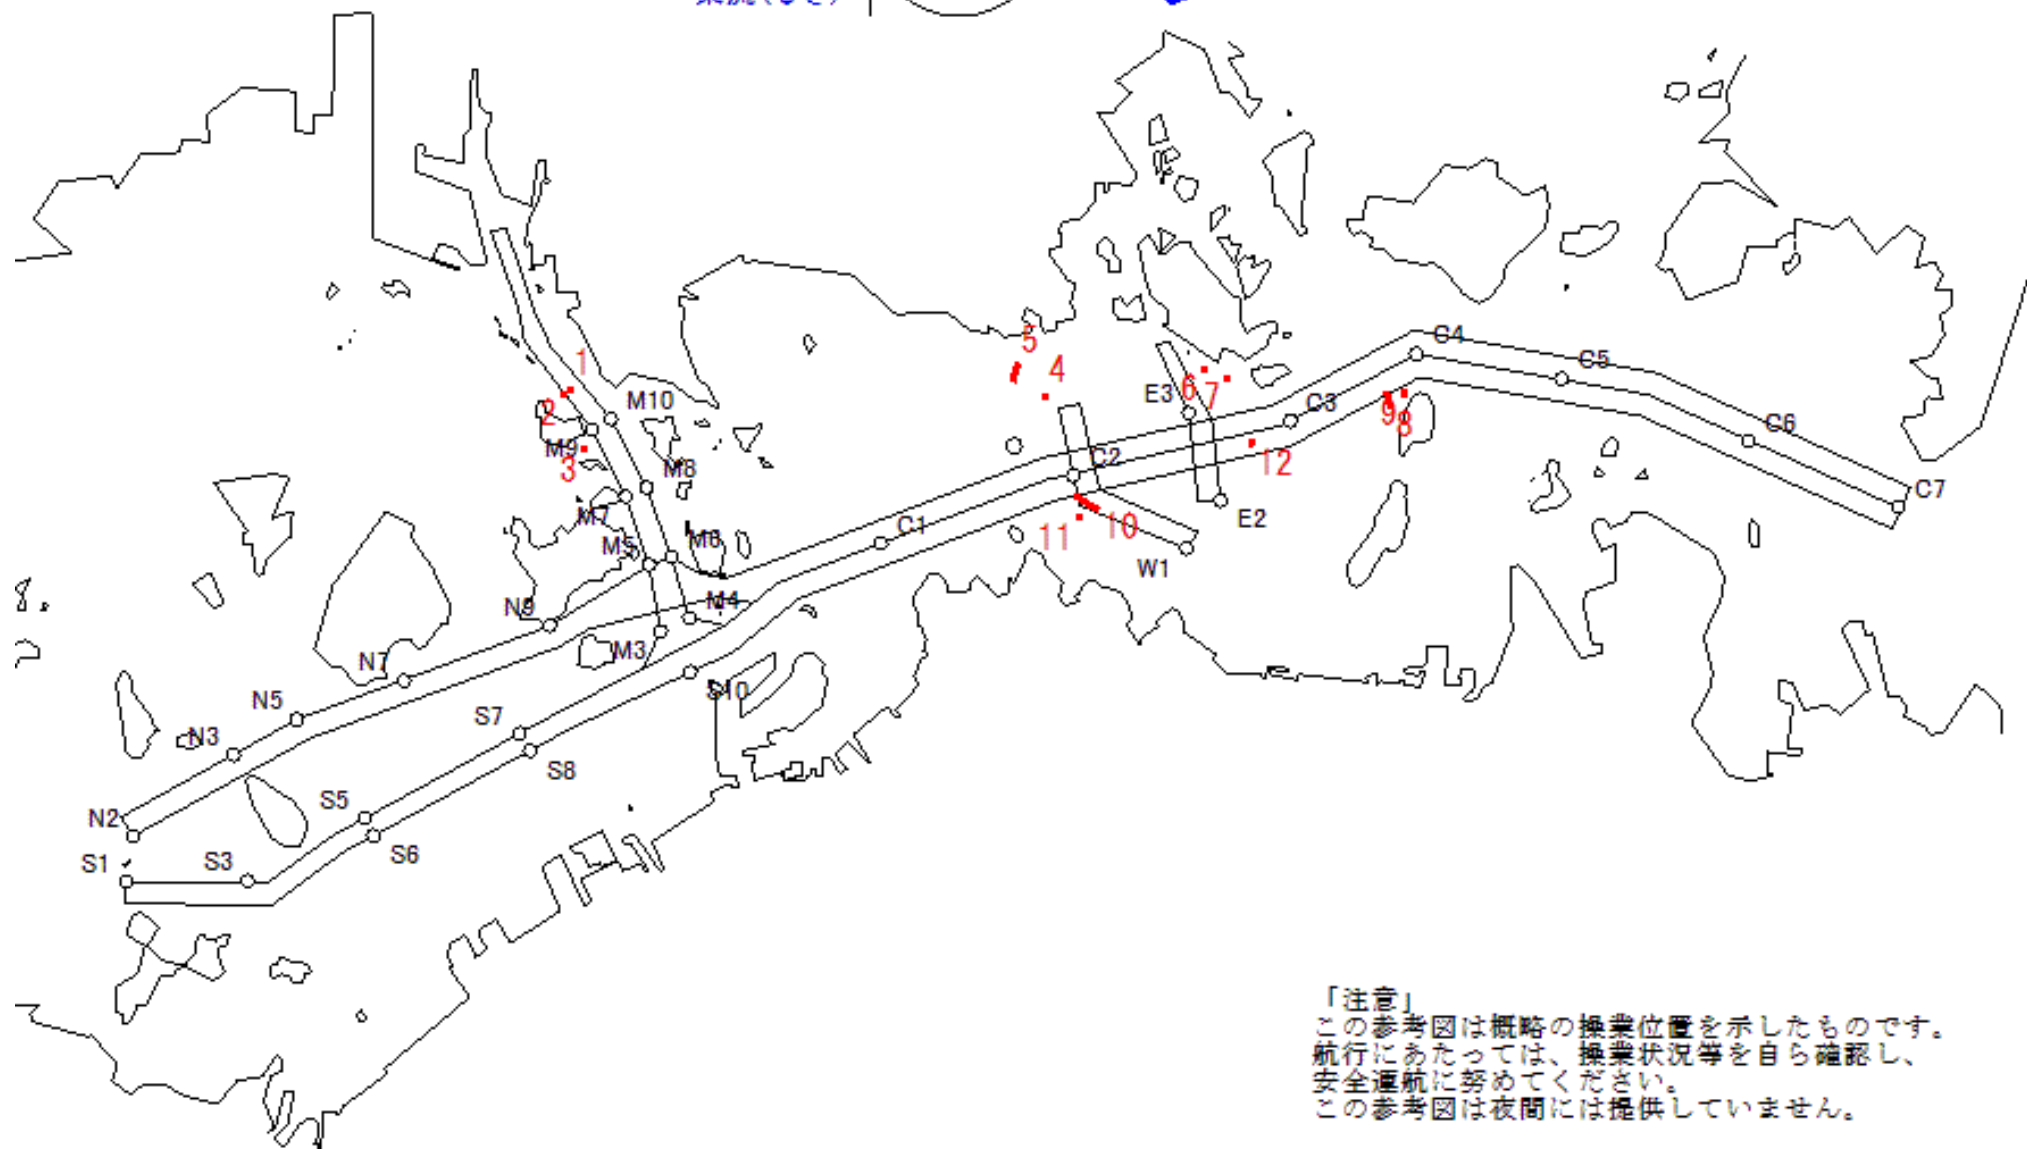 1
2
M10
M9
3
M8
M7
M5
M6
N9
M4
M3
N7
N5
N3
N2
S1
S3
S5
S6
S7
S8
S10
C1
5
4
E3
6
7
C2
C3
C4
9
8
C5
C6
C7
12
E2
10
11
W1
「注意」
この参考図は概略の操業位置を示したものです。
航行にあたっては、操業状況等を自ら確認し、
安全運航に努めてください。
この参考図は夜間には提供していません。